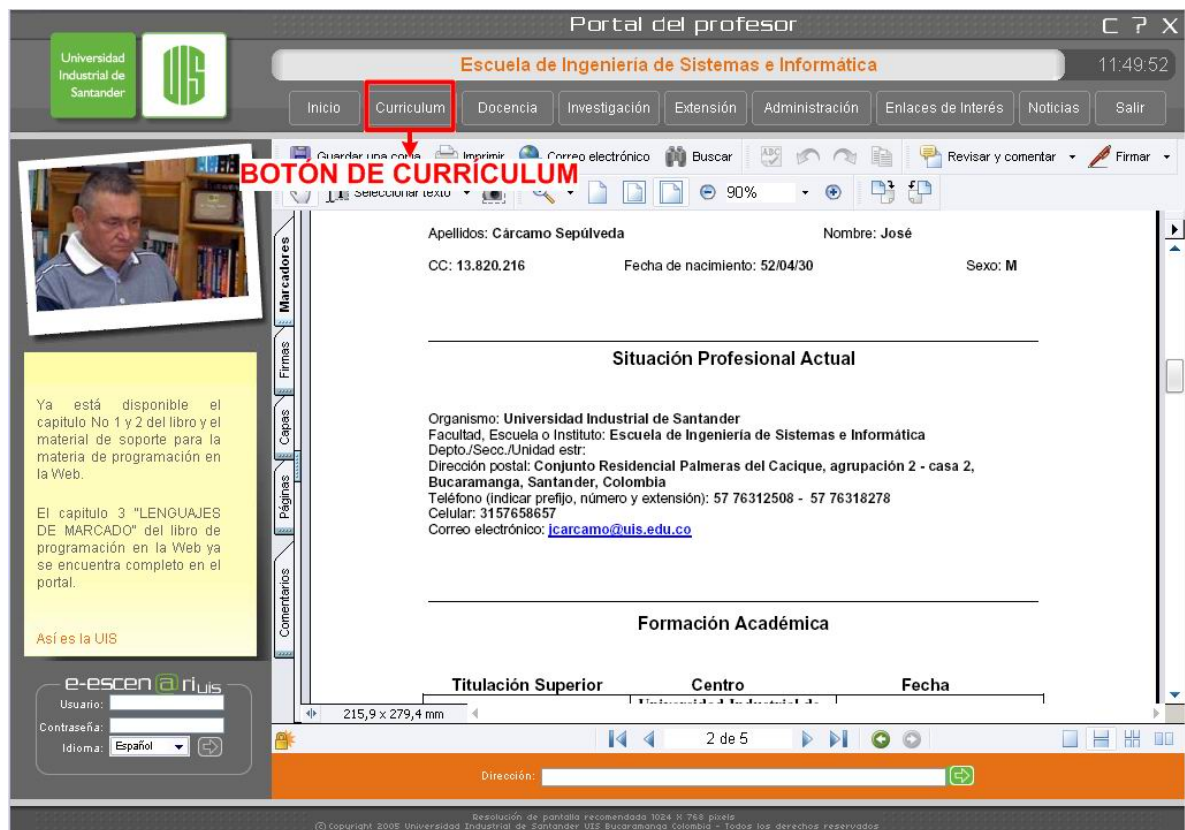 Portal del profesor
C ? X
Universidad
Industrial de
Santander
UIS
Escuela de Ingeniería de Sistemas e Informática
11:49:52
Inicio Curriculum Docencia Investigación Extensión Administración Enlaces de Interés Noticias Salir
Guardar una copia Imprimir Correo electrónico Buscar Revisar y comentar Firmar
BOTÓN DE CURRÍCULUM
Seleccionar texto 90%
Marcadores
Firmas
Capas
Páginas
Comentarios
Apellidos: Cárcamo Sepúlveda Nombre: José
CC: 13.820.216 Fecha de nacimiento: 52/04/30 Sexo: M
Situación Profesional Actual
Organismo: Universidad Industrial de Santander
Facultad, Escuela o Instituto: Escuela de Ingeniería de Sistemas e Informática
Depto./Secc./Unidad estr:
Dirección postal: Conjunto Residencial Palmeras del Cacique, agrupación 2 - casa 2,
Bucaramanga, Santander, Colombia
Teléfono (indicar prefijo, número y extensión): 57 76312508 - 57 76318278
Celular: 3157658657
Correo electrónico: jcarcamo@uis.edu.co
Formación Académica
Titulación Superior Centro Fecha
Universidad Industrial de
215,9 x 279,4 mm
2 de 5
Ya está disponible el
capitulo No 1 y 2 del libro y el
material de soporte para la
materia de programación en
la Web.
El capitulo 3 "LENGUAJES
DE MARCADO" del libro de
programación en la Web ya
se encuentra completo en el
portal.
Así es la UIS
e-escen@riuis
Usuario:
Contraseña:
Idioma: Español
Dirección:
Resolución de pantalla recomendada 1024 X 768 pixels
(C) Copyright 2005 Universidad Industrial de Santander UIS Bucaramanga Colombia - Todos los derechos reservados